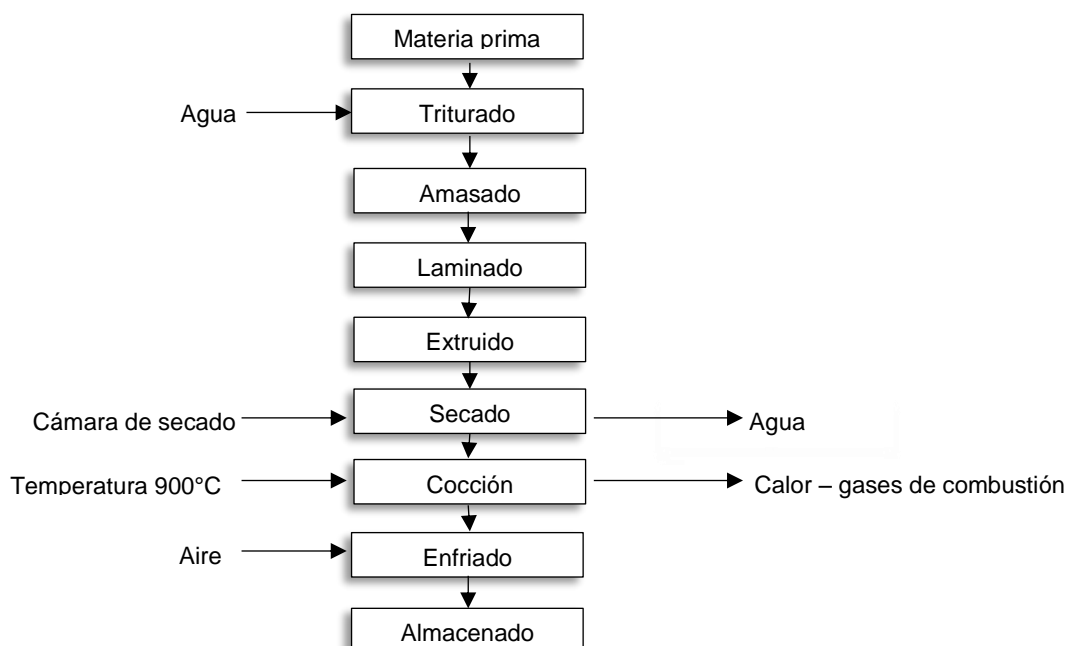 Materia prima
Agua
Triturado
Amasado
Laminado
Extruido
Cámara de secado
Secado
Agua
Temperatura 900°C
Cocción
Calor – gases de combustión
Aire
Enfriado
Almacenado